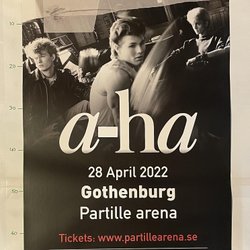 a-ha
28 April 2022
Gothenburg
Partille arena
Tickets: www.partillearena.se